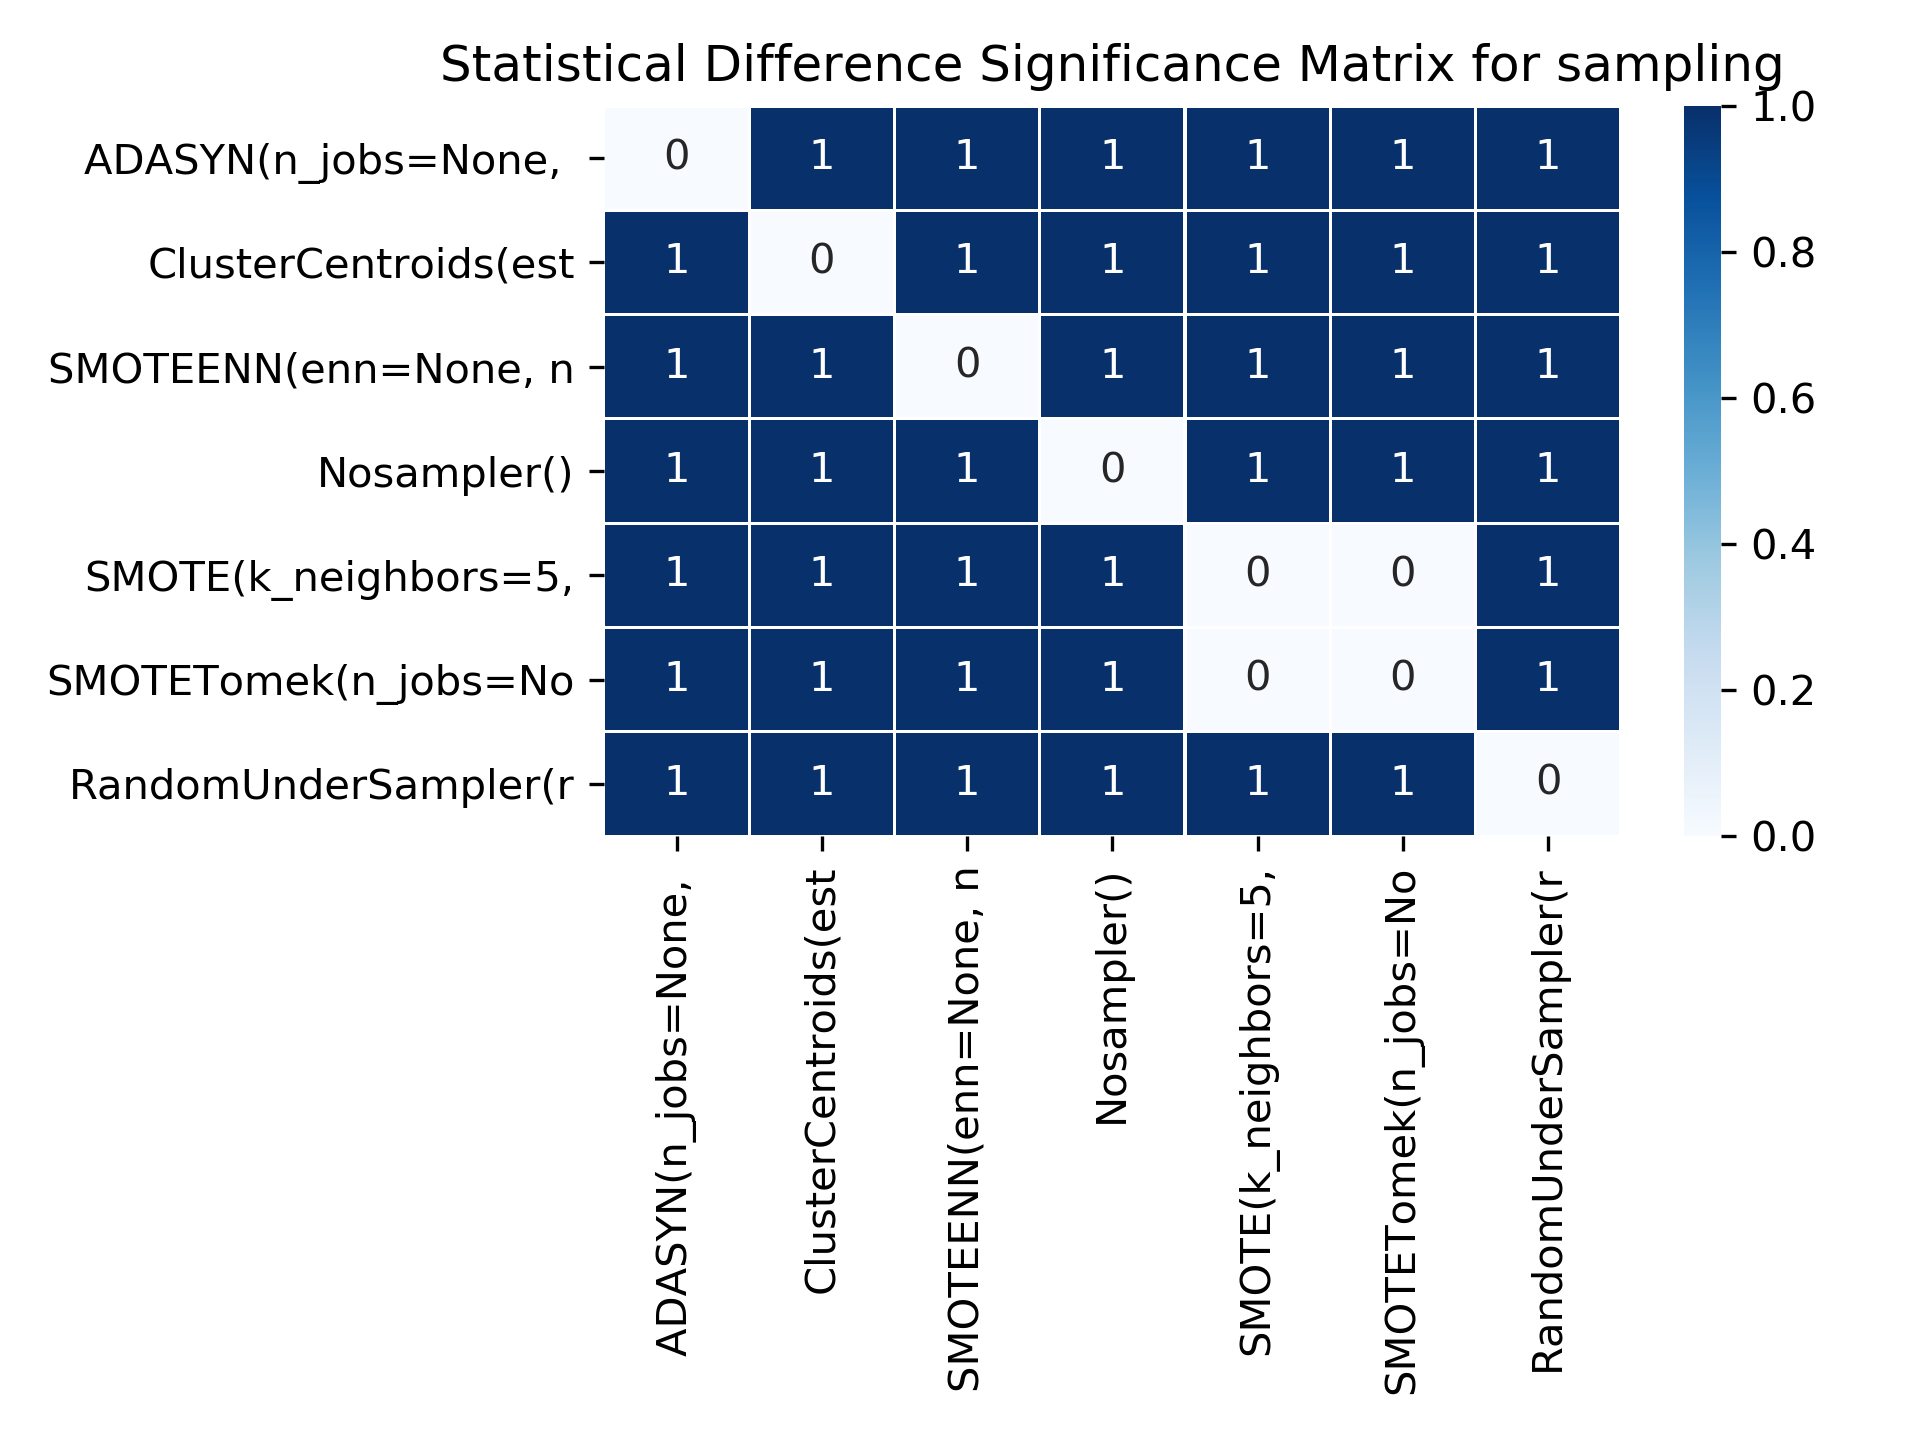 Statistical Difference Significance Matrix for sampling
ADASYN(n_jobs=None, 0 1 1 1 1 1 1
ClusterCentroids(est 1 0 1 1 1 1 1
SMOTEENN(enn=None, n 1 1 0 1 1 1 1
Nosampler() 1 1 1 0 1 1 1
SMOTE(k_neighbors=5, 1 1 1 1 0 0 1
SMOTETomek(n_jobs=No 1 1 1 1 0 0 1
RandomUnderSampler(r 1 1 1 1 1 1 0
ADASYN(n_jobs=None,
ClusterCentroids(est
SMOTEENN(enn=None, n
Nosampler()
SMOTE(k_neighbors=5,
SMOTETomek(n_jobs=No
RandomUnderSampler(r
1.0
0.8
0.6
0.4
0.2
0.0